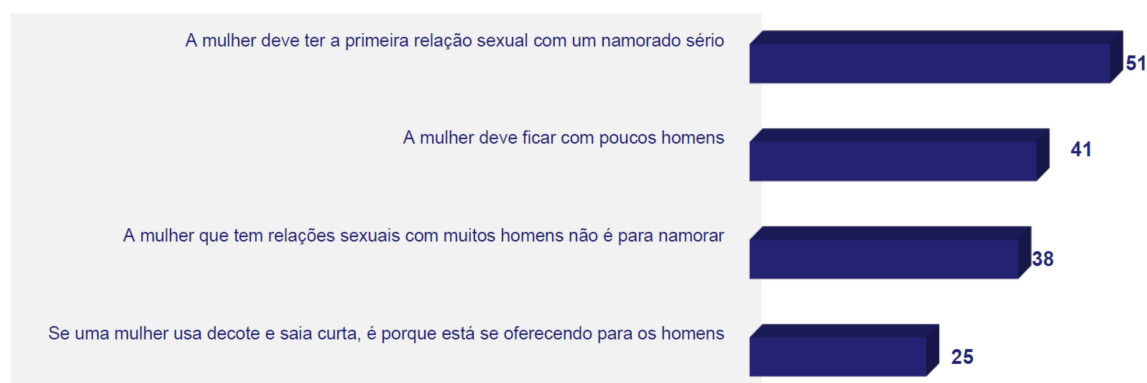 A mulher deve ter a primeira relação sexual com um namorado sério
51
A mulher deve ficar com poucos homens
41
A mulher que tem relações sexuais com muitos homens não é para namorar
38
Se uma mulher usa decote e saia curta, é porque está se oferecendo para os homens
25